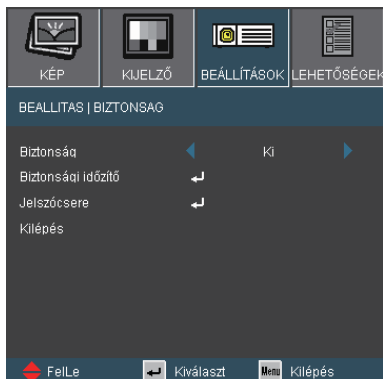 KÉP KIJELZŐ BEÁLLÍTÁSOK LEHETŐSÉGEK
BEALLITAS | BIZTONSAG
Biztonság Ki
Biztonsági időzítő
Jelszócsere
Kilépés
FelLe Kiválaszt Menu Kilépés